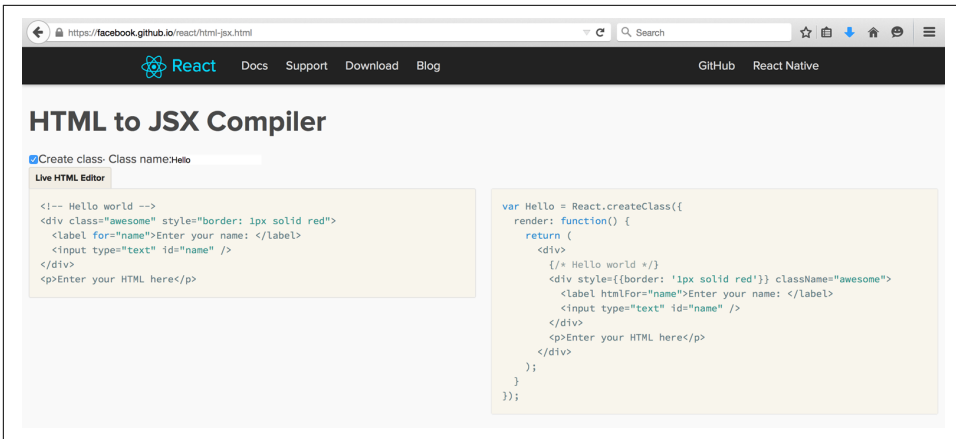 https://facebook.github.io/react/html-jsx.html
Search
React Docs Support Download Blog GitHub React Native
HTML to JSX Compiler
Create class· Class name:Hello
Live HTML Editor
<!-- Hello world -->
<div class="awesome" style="border: 1px solid red">
  <label for="name">Enter your name: </label>
  <input type="text" id="name" />
</div>
<p>Enter your HTML here</p>
var Hello = React.createClass({
  render: function() {
    return (
      <div>
        {/* Hello world */}
        <div style={{border: '1px solid red'}} className="awesome">
          <label htmlFor="name">Enter your name: </label>
          <input type="text" id="name" />
        </div>
        <p>Enter your HTML here</p>
      </div>
    );
  }
});